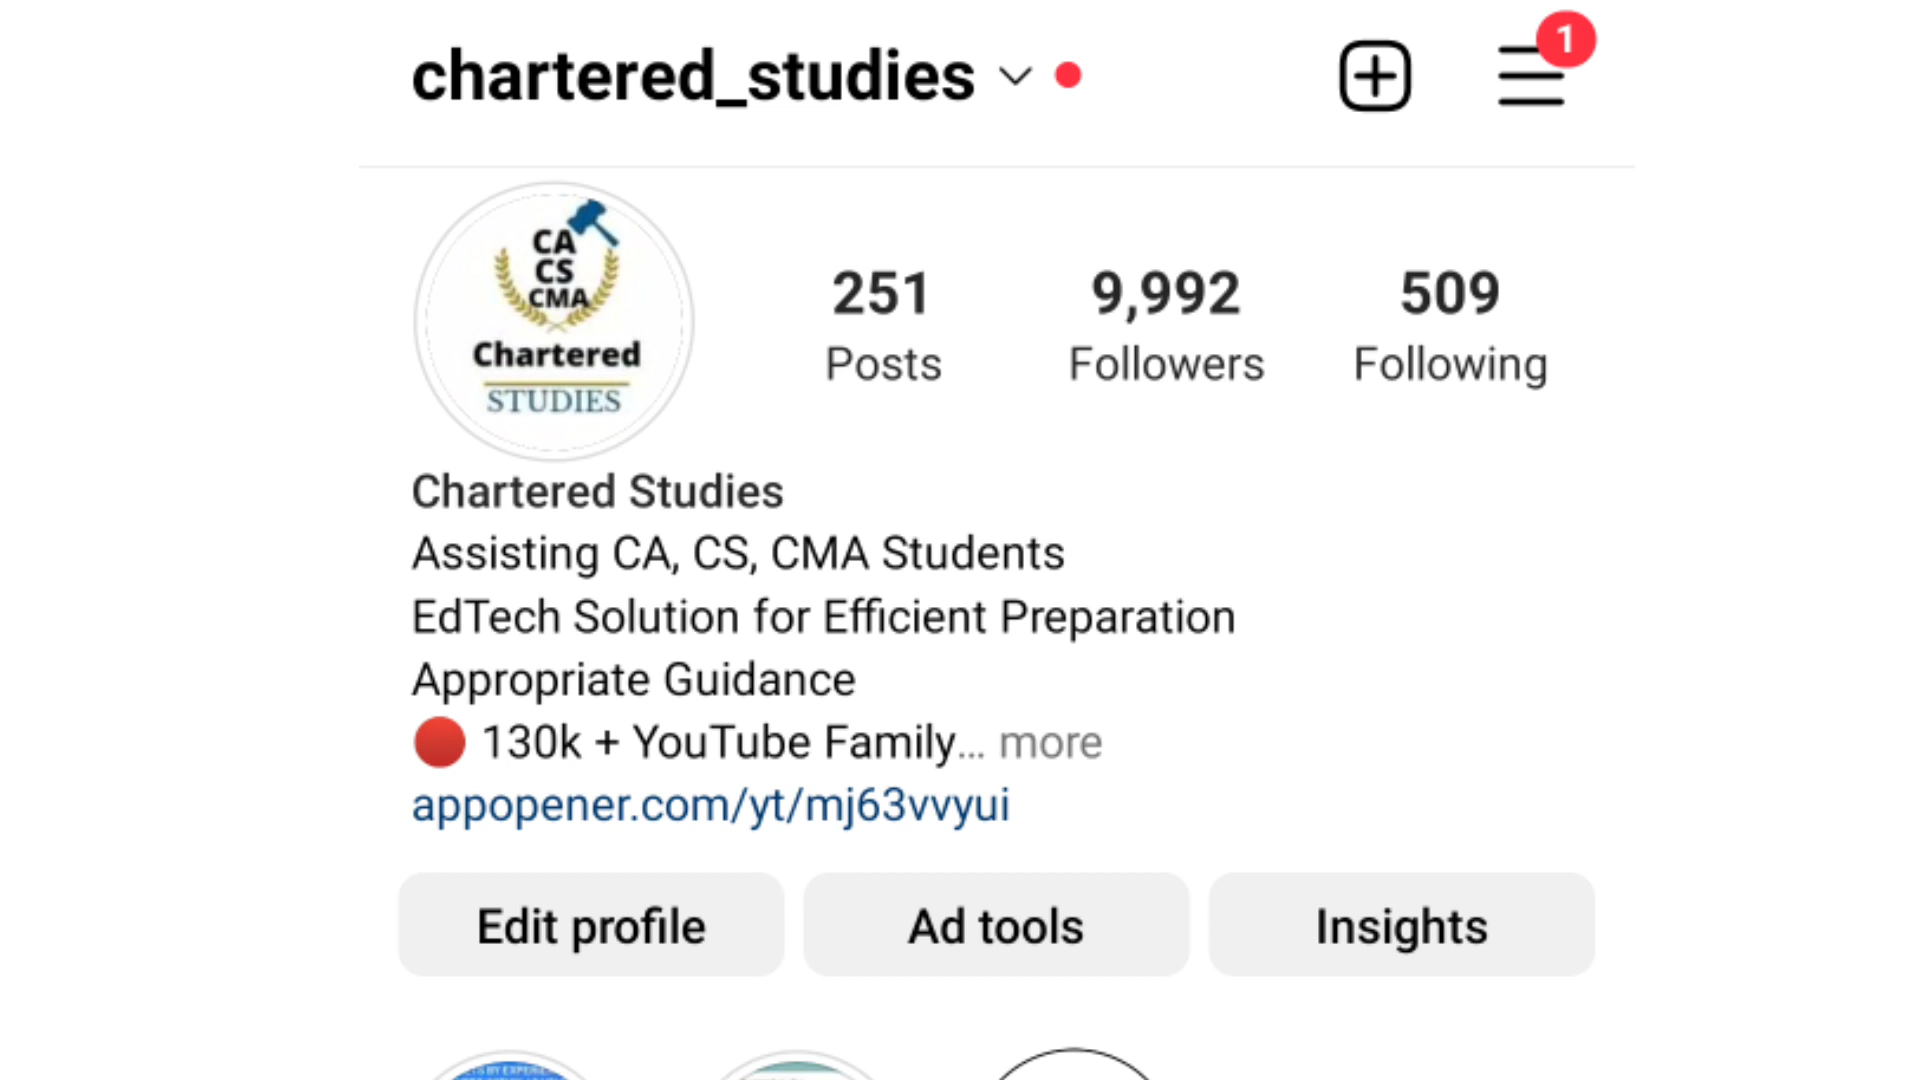 chartered_studies
1
CA
CS
CMA
Chartered
STUDIES
251 9,992 509
Posts Followers Following
Chartered Studies
Assisting CA, CS, CMA Students
EdTech Solution for Efficient Preparation
Appropriate Guidance
🔴 130k + YouTube Family... more
appopener.com/yt/mj63vvyui
Edit profile Ad tools Insights